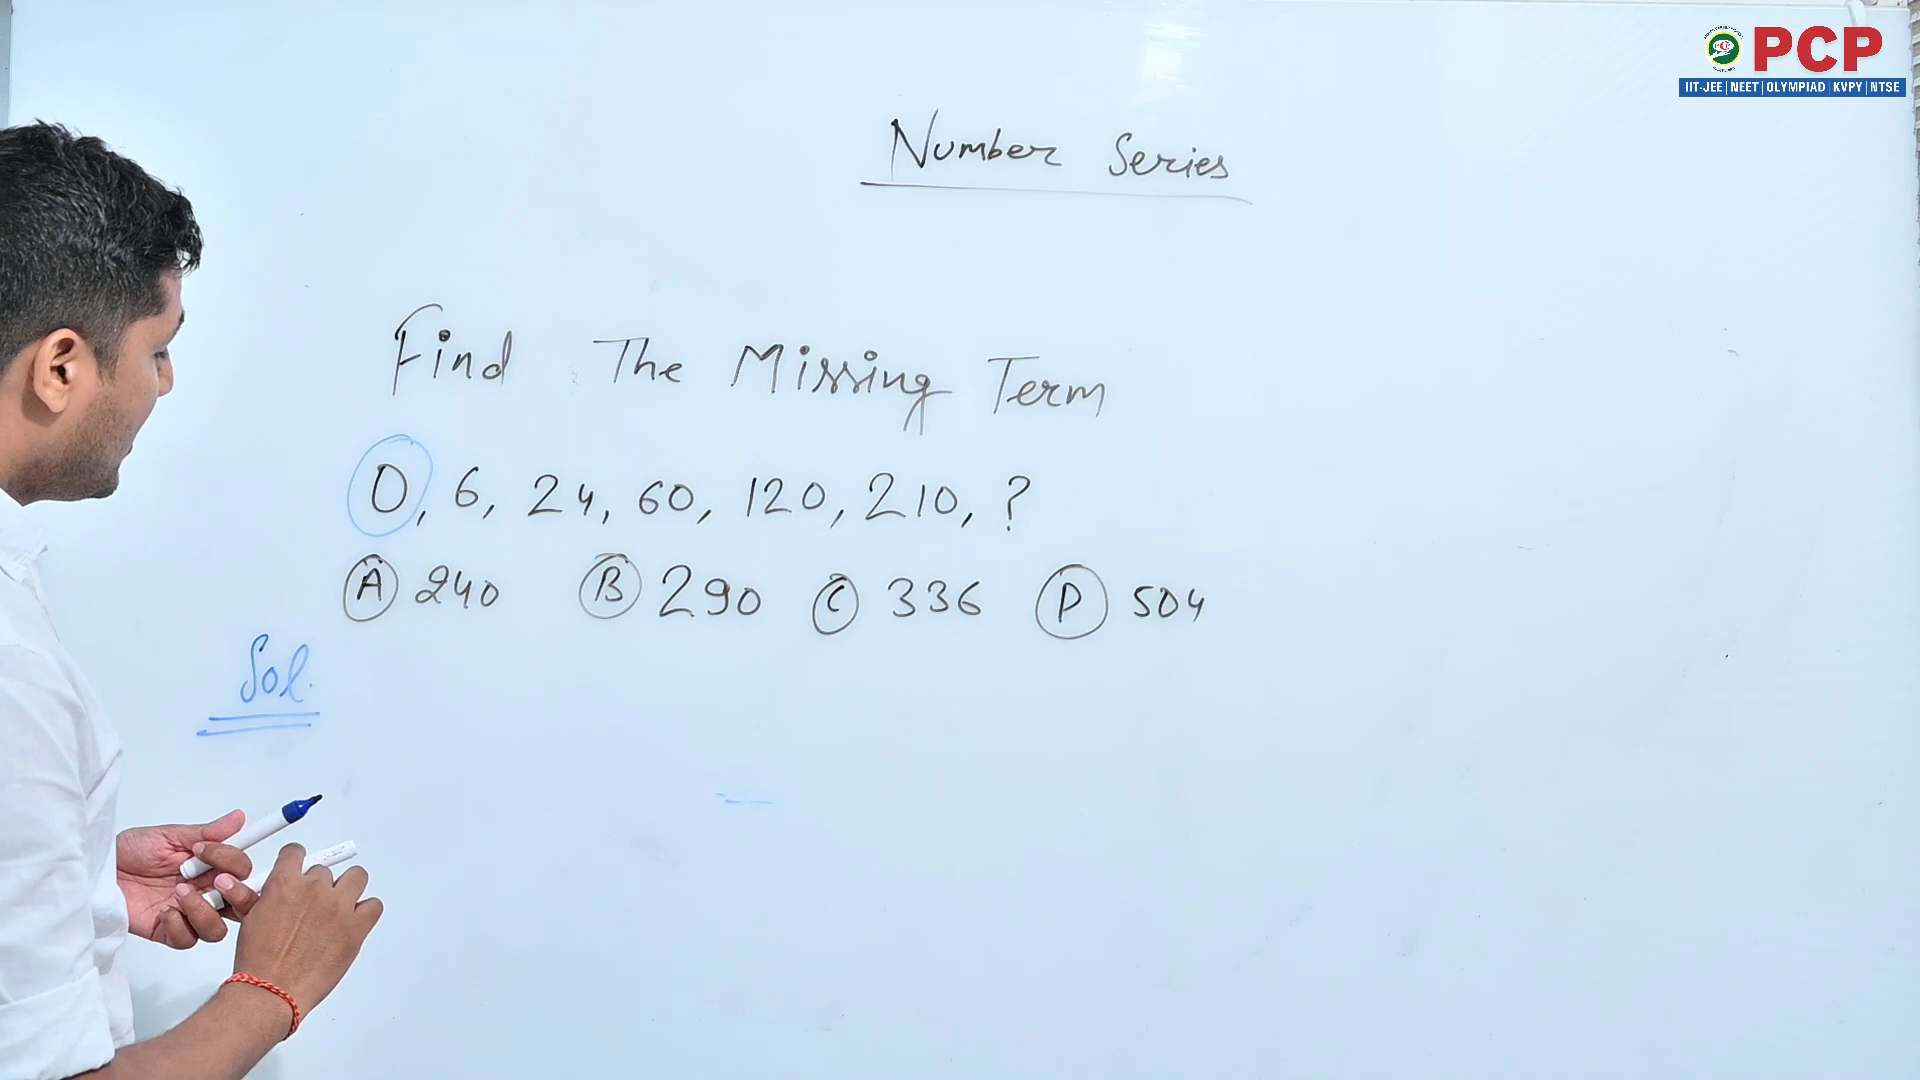 PCP
IIT-JEE | NEET | OLYMPIAD | KVPY | NTSE
Number Series
Find The Missing Term
0, 6, 24, 60, 120, 210, ?
A 240 B 290 C 336 D 504
Sol.